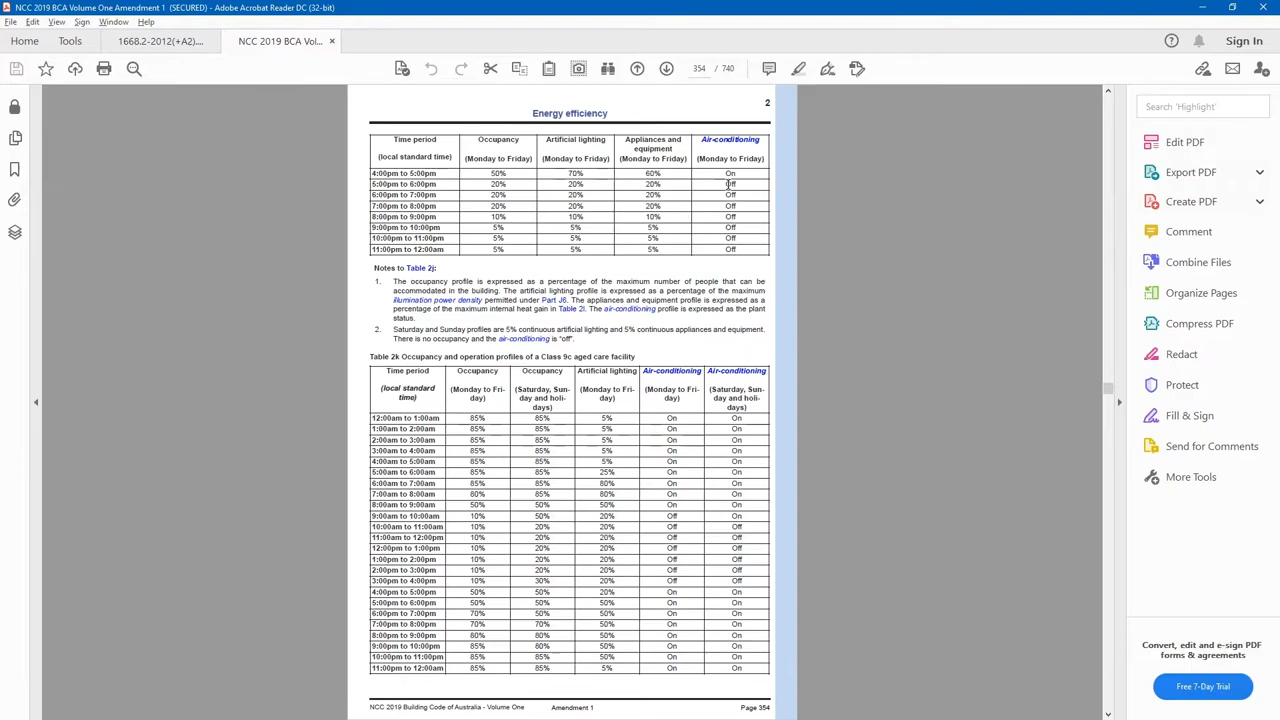 NCC 2019 BCA Volume One Amendment 1 (SECURED) - Adobe Acrobat Reader DC (32-bit)
File Edit View Sign Window Help
Home Tools 1668.2-2012(+A2).... NCC 2019 BCA Vol... × Sign In
354 / 740
2
Energy efficiency
Time period Occupancy Artificial lighting Appliances and equipment Air-conditioning
(local standard time) (Monday to Friday) (Monday to Friday) (Monday to Friday) (Monday to Friday)
4:00pm to 5:00pm 50% 70% 60% On
5:00pm to 6:00pm 20% 20% 20% Off
6:00pm to 7:00pm 20% 20% 20% Off
7:00pm to 8:00pm 20% 20% 20% Off
8:00pm to 9:00pm 10% 10% 10% Off
9:00pm to 10:00pm 5% 5% 5% Off
10:00pm to 11:00pm 5% 5% 5% Off
11:00pm to 12:00am 5% 5% 5% Off
Notes to Table 2j:
1. The occupancy profile is expressed as a percentage of the maximum number of people that can be
accommodated in the building. The artificial lighting profile is expressed as a percentage of the maximum
illumination power density permitted under Part J6. The appliances and equipment profile is expressed as a
percentage of the maximum internal heat gain in Table 2l. The air-conditioning profile is expressed as the plant
status.
2. Saturday and Sunday profiles are 5% continuous artificial lighting and 5% continuous appliances and equipment.
There is no occupancy and the air-conditioning is "off".
Table 2k Occupancy and operation profiles of a Class 9c aged care facility
Time period Occupancy Occupancy Artificial lighting Air-conditioning Air-conditioning
(local standard time) (Monday to Fri-day) (Saturday, Sun-day and holi-days) (Monday to Fri-day) (Monday to Fri-day) (Saturday, Sun-day and holi-days)
12:00am to 1:00am 85% 85% 5% On On
1:00am to 2:00am 85% 85% 5% On On
2:00am to 3:00am 85% 85% 5% On On
3:00am to 4:00am 85% 85% 5% On On
4:00am to 5:00am 85% 85% 5% On On
5:00am to 6:00am 85% 85% 25% On On
6:00am to 7:00am 85% 85% 80% On On
7:00am to 8:00am 80% 85% 80% On On
8:00am to 9:00am 50% 50% 50% On On
9:00am to 10:00am 10% 50% 20% Off On
10:00am to 11:00am 10% 20% 20% Off Off
11:00am to 12:00pm 10% 20% 20% Off Off
12:00pm to 1:00pm 10% 20% 20% Off Off
1:00pm to 2:00pm 10% 20% 20% Off Off
2:00pm to 3:00pm 10% 20% 20% Off Off
3:00pm to 4:00pm 10% 30% 20% Off Off
4:00pm to 5:00pm 50% 50% 20% On On
5:00pm to 6:00pm 50% 50% 50% On On
6:00pm to 7:00pm 70% 50% 50% On On
7:00pm to 8:00pm 70% 70% 50% On On
8:00pm to 9:00pm 80% 80% 50% On On
9:00pm to 10:00pm 85% 80% 50% On On
10:00pm to 11:00pm 85% 85% 50% On On
11:00pm to 12:00am 85% 85% 5% On On
NCC 2019 Building Code of Australia - Volume One Amendment 1 Page 354
Search 'Highlight'
Edit PDF
Export PDF
Create PDF
Comment
Combine Files
Organize Pages
Compress PDF
Redact
Protect
Fill & Sign
Send for Comments
More Tools
Convert, edit and e-sign PDF
forms & agreements
Free 7-Day Trial